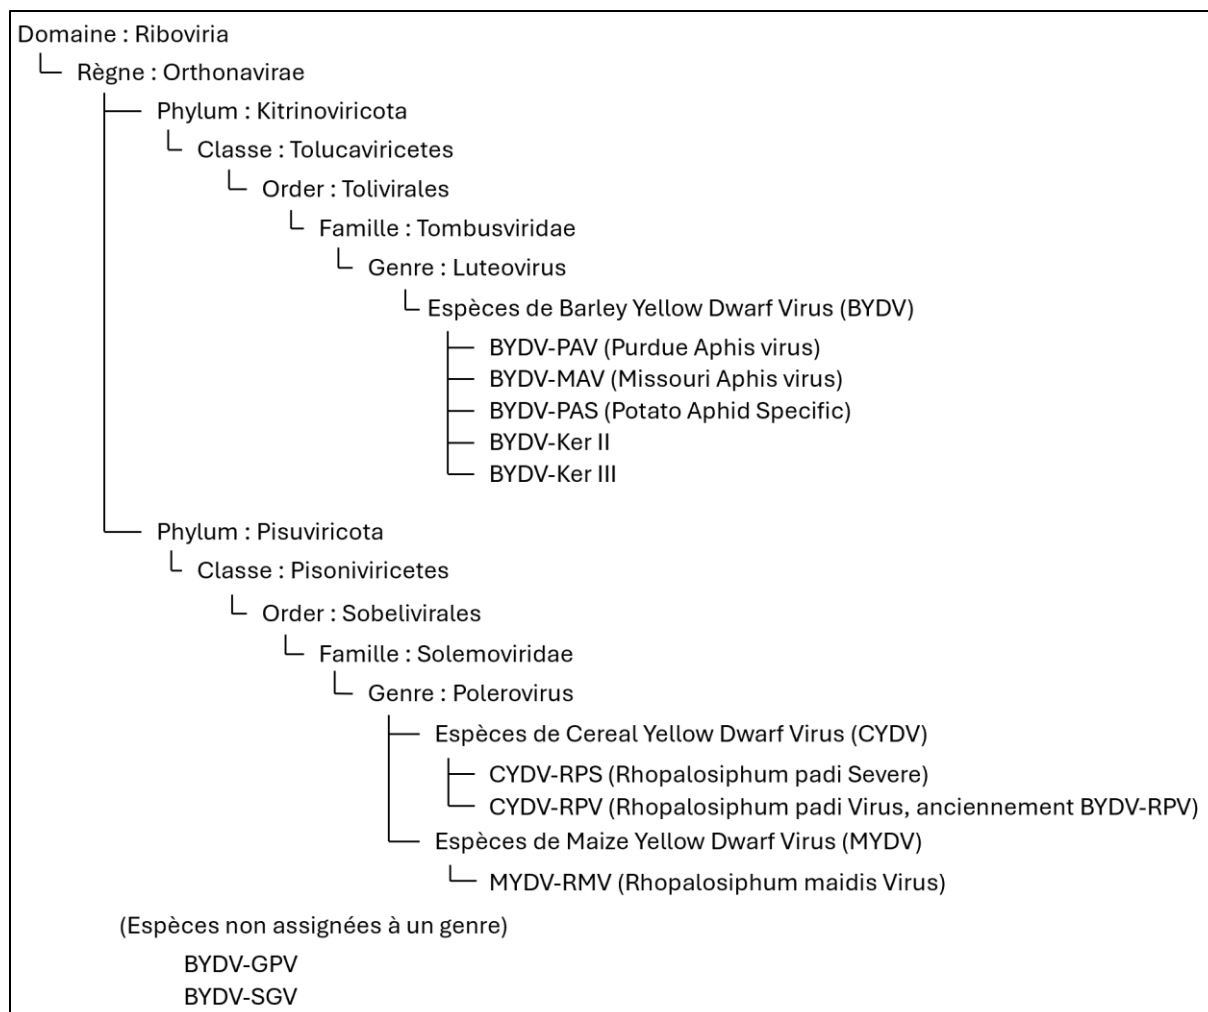 Domaine : Riboviria
Règne : Orthonavirae
Phylum : Kitrinoviricota
Classe : Tolucaviricetes
Order : Tolivirales
Famille : Tombusviridae
Genre : Luteovirus
Espèces de Barley Yellow Dwarf Virus (BYDV)
BYDV-PAV (Purdue Aphis virus)
BYDV-MAV (Missouri Aphis virus)
BYDV-PAS (Potato Aphid Specific)
BYDV-Ker II
BYDV-Ker III
Phylum : Pisuviricota
Classe : Pisoniviricetes
Order : Sobelivirales
Famille : Solemoviridae
Genre : Polerovirus
Espèces de Cereal Yellow Dwarf Virus (CYDV)
CYDV-RPS (Rhopalosiphum padi Severe)
CYDV-RPV (Rhopalosiphum padi Virus, anciennement BYDV-RPV)
Espèces de Maize Yellow Dwarf Virus (MYDV)
MYDV-RMV (Rhopalosiphum maidis Virus)
(Espèces non assignées à un genre)
BYDV-GPV
BYDV-SGV